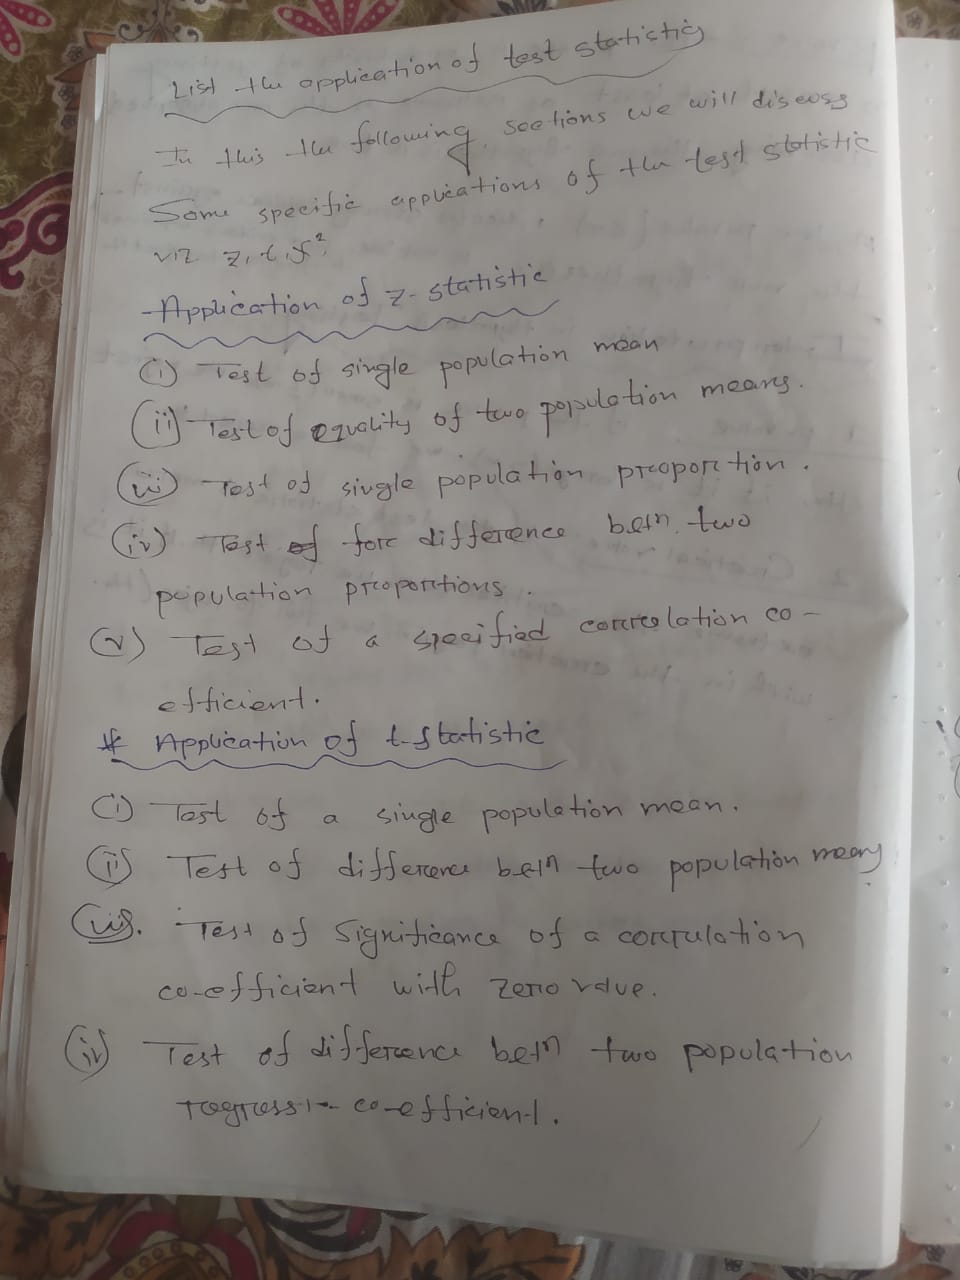 List the application of test statistics
In this the following sections we will discuss
Some specific applications of the test statistic
viz z, t, x²,
Application of z-statistic
(i) Test of single population mean
(ii) Test of equality of two population means.
(iii) Test of single population proportion.
(iv) Test of for difference betn. two
population proportions.
(v) Test of a specified correlation co-
efficient.
* Application of t-statistic
(i) Test of a single population mean.
(ii) Test of difference betn two population means.
(iii). Test of Significance of a correlation
co-efficient with zero value.
(iv) Test of difference betn two population
co-efficient.